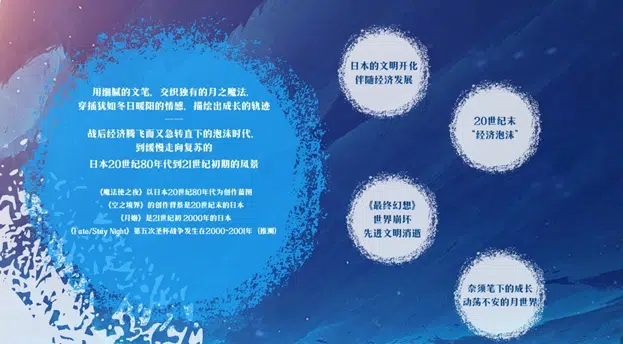 用细腻的文笔，交织独有的月之魔法，
穿插犹如冬日暖阳的情感，描绘出成长的轨迹
战后经济腾飞而又急转直下的泡沫时代，
到缓慢走向复苏的
日本20世纪80年代到21世纪初期的风景
《魔法使之夜》以日本20世纪80年代为创作蓝图
《空之境界》的创作背景是20世纪末的日本
《月姬》是21世纪初 2000年的日本
《Fate/Stay Night》第五次圣杯战争发生在2000-2001年（推测）
日本的文明开化
伴随经济发展
20世纪末
“经济泡沫”
《最终幻想》
世界崩坏
先进文明消逝
奈须笔下的成长
动荡不安的月世界